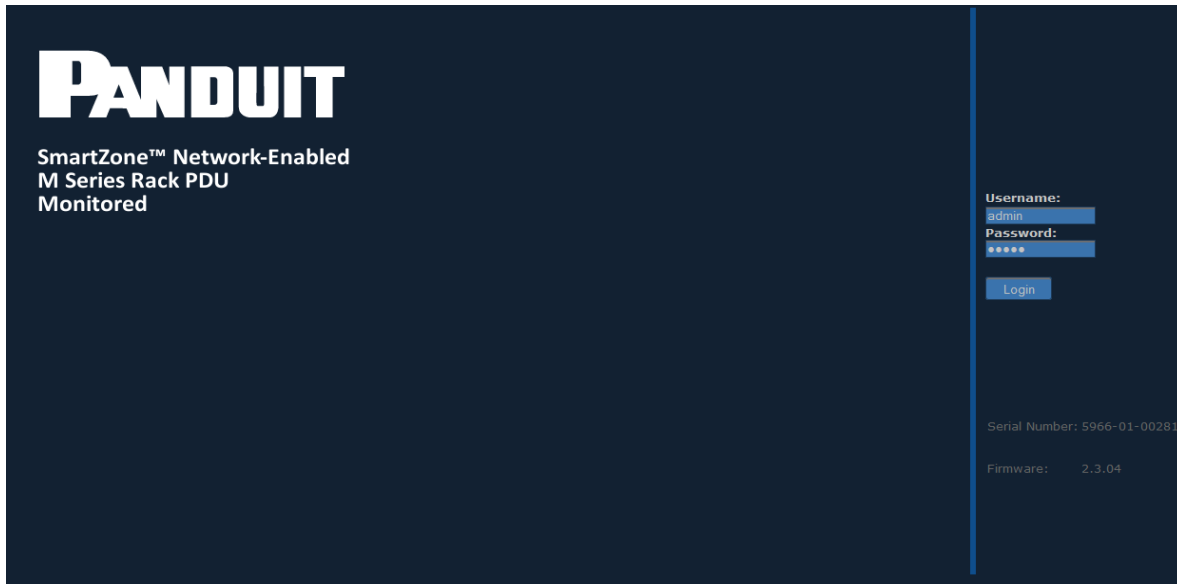 PANDUIT
SmartZone™ Network-Enabled
M Series Rack PDU
Monitored
Username:
admin
Password:
•••••
Login
Serial Number: 5966-01-00281
Firmware: 2.3.04